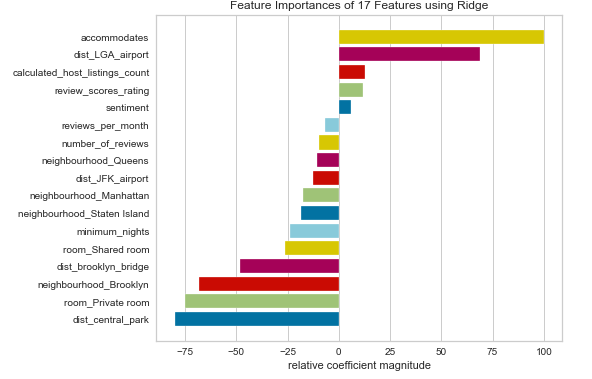 Feature Importances of 17 Features using Ridge
accommodates
dist_LGA_airport
calculated_host_listings_count
review_scores_rating
sentiment
reviews_per_month
number_of_reviews
neighbourhood_Queens
dist_JFK_airport
neighbourhood_Manhattan
neighbourhood_Staten Island
minimum_nights
room_Shared room
dist_brooklyn_bridge
neighbourhood_Brooklyn
room_Private room
dist_central_park
−75 −50 −25 0 25 50 75 100
relative coefficient magnitude